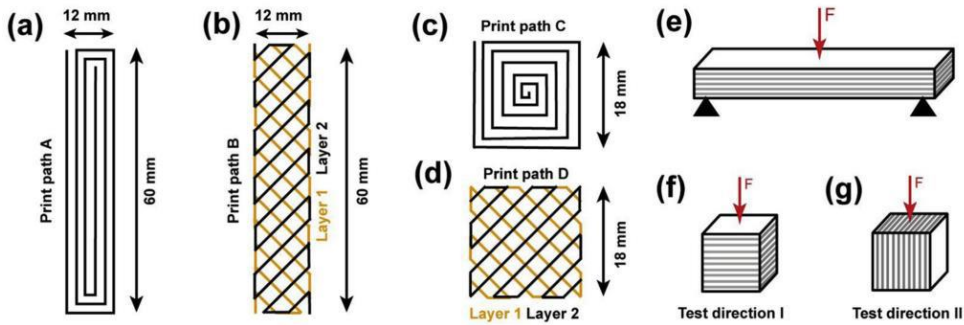 (a)
12 mm
Print path A
60 mm
(b)
12 mm
Print path B
Layer 1 Layer 2
60 mm
(c)
Print path C
18 mm
(d)
Print path D
18 mm
Layer 1 Layer 2
(e)
F
(f)
F
Test direction I
(g)
F
Test direction II